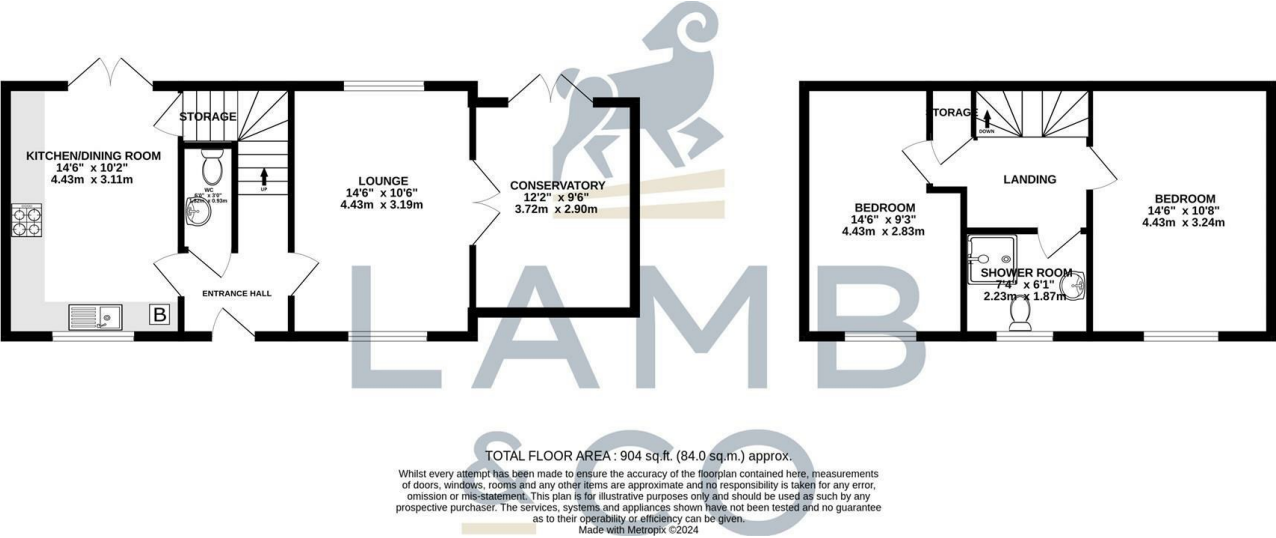 KITCHEN/DINING ROOM
14'6" x 10'2"
4.43m x 3.11m
STORAGE
WC
UP
B
ENTRANCE HALL
LOUNGE
14'6" x 10'6"
4.43m x 3.19m
CONSERVATORY
12'2" x 9'6"
3.72m x 2.90m
STORAGE
DOWN
LANDING
BEDROOM
14'6" x 9'3"
4.43m x 2.83m
BEDROOM
14'6" x 10'8"
4.43m x 3.24m
SHOWER ROOM
7'4" x 6'1"
2.23m x 1.87m
LAMB
&CO
TOTAL FLOOR AREA : 904 sq.ft. (84.0 sq.m.) approx.
Whilst every attempt has been made to ensure the accuracy of the floorplan contained here, measurements
of doors, windows, rooms and any other items are approximate and no responsibility is taken for any error,
omission or mis-statement. This plan is for illustrative purposes only and should be used as such by any
prospective purchaser. The services, systems and appliances shown have not been tested and no guarantee
as to their operability or efficiency can be given.
Made with Metropix ©2024